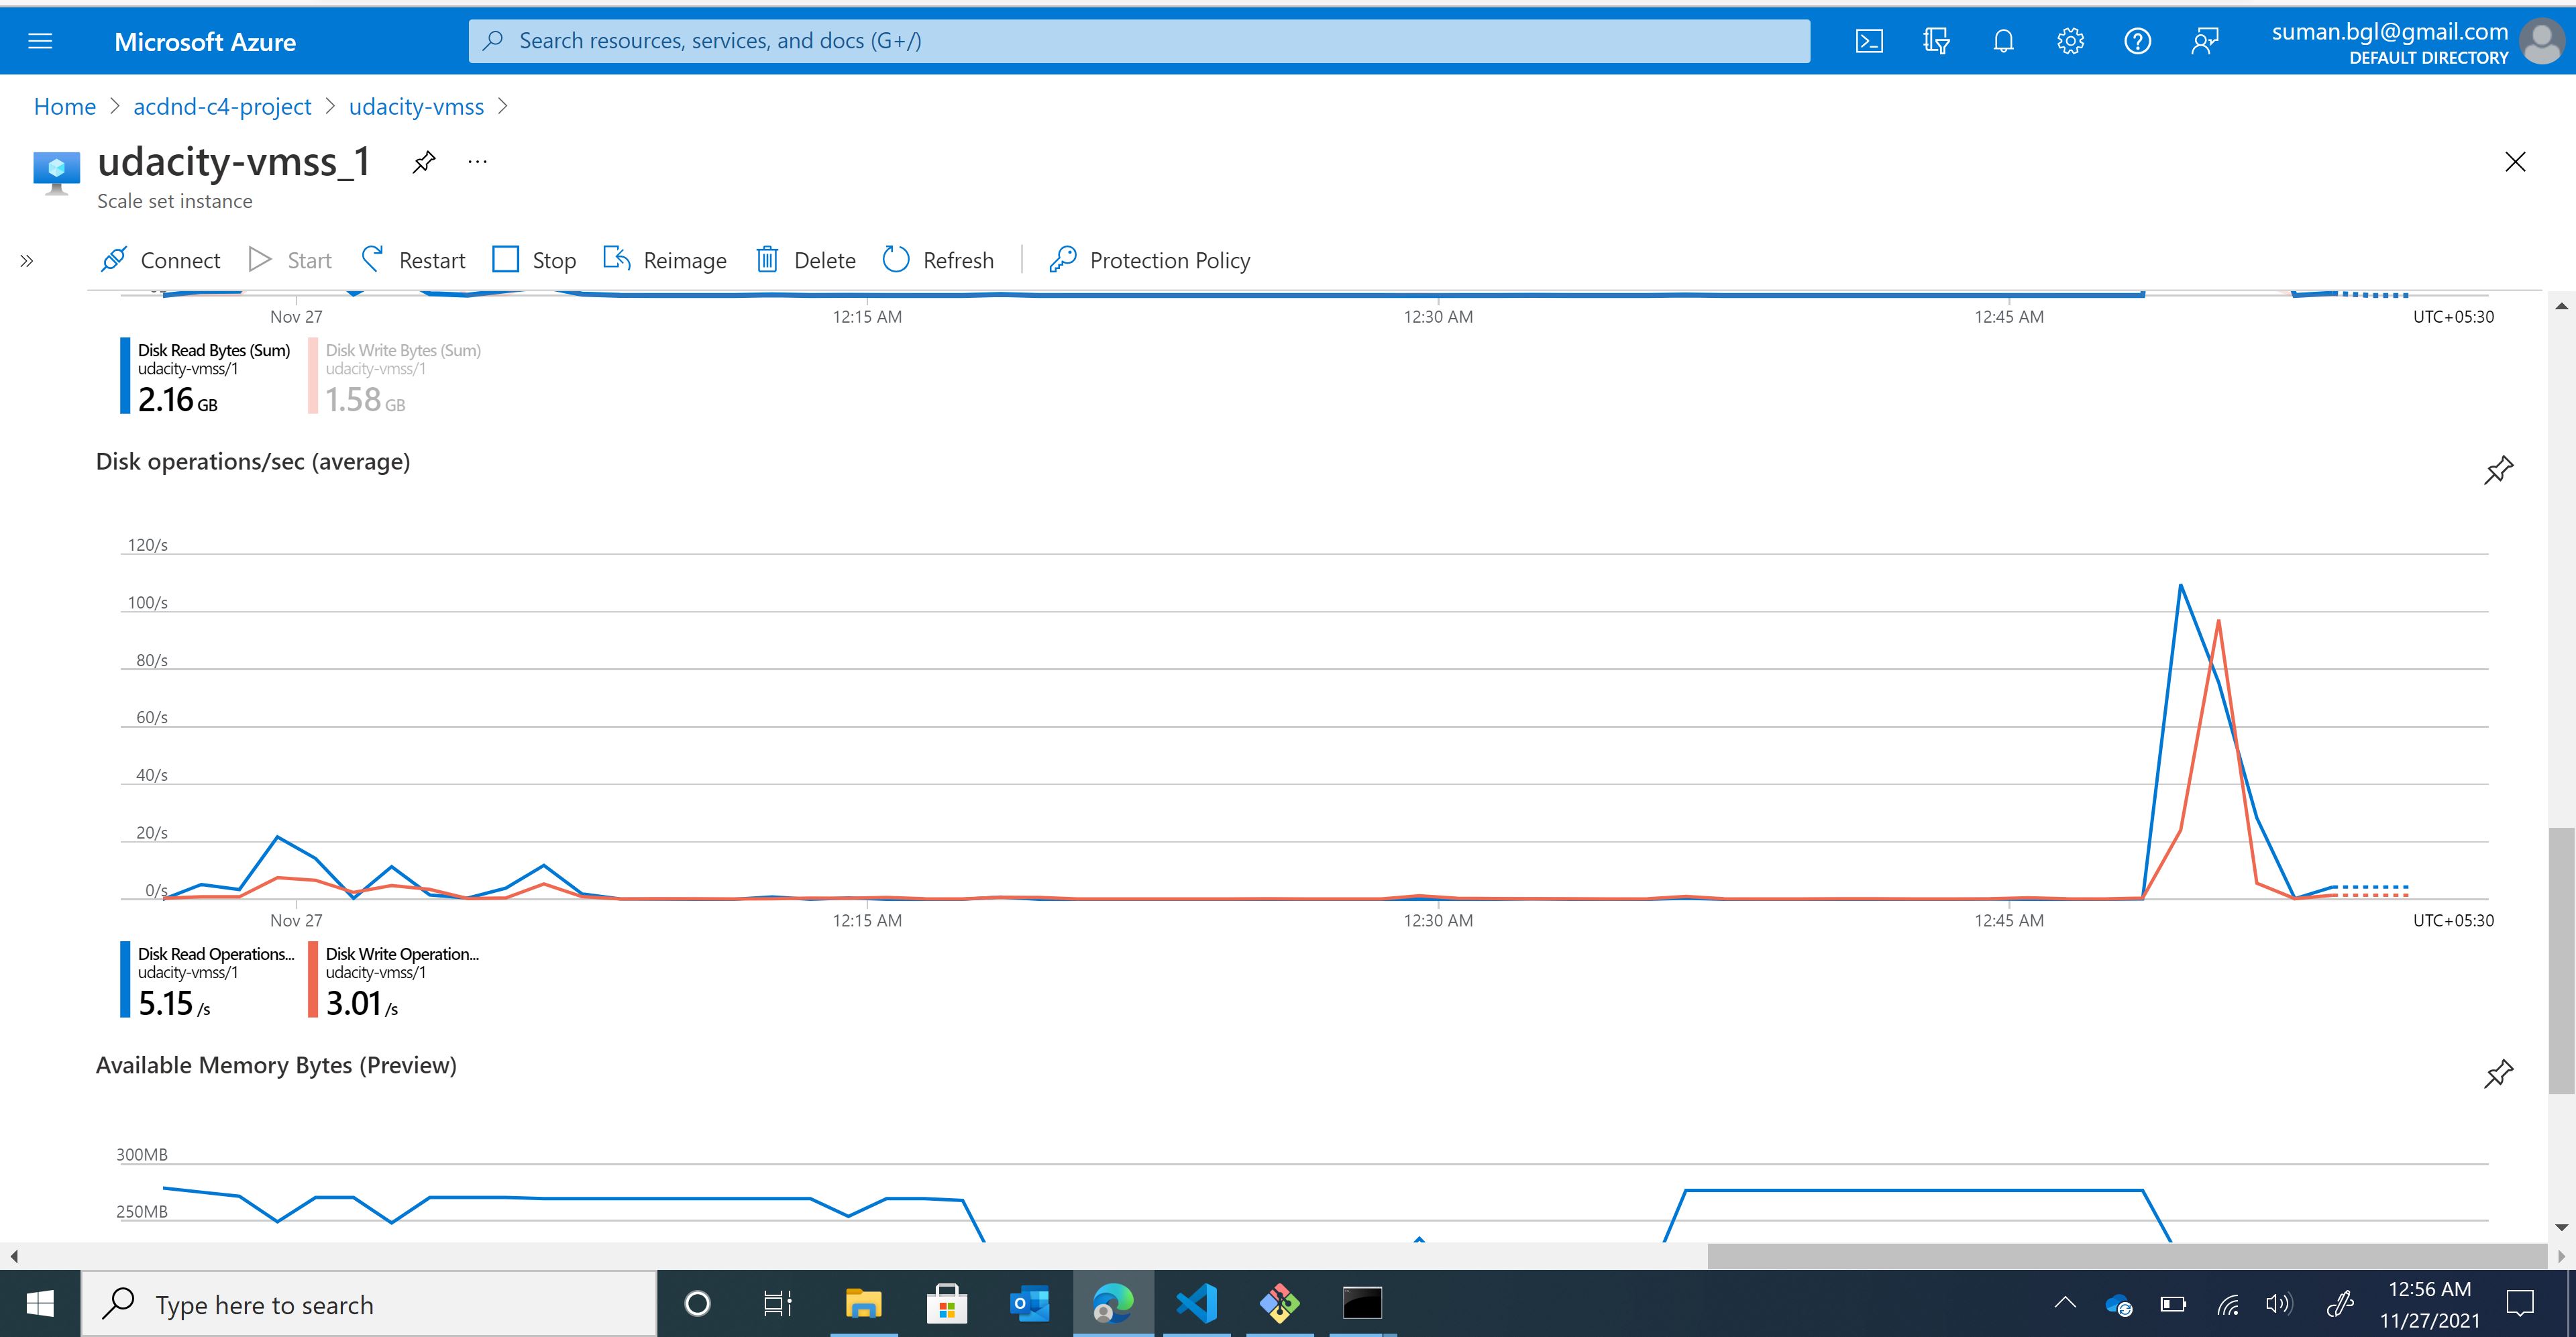 Microsoft Azure
Search resources, services, and docs (G+/)
suman.bgl@gmail.com
DEFAULT DIRECTORY
Home > acdnd-c4-project > udacity-vmss >
udacity-vmss_1 ...
Scale set instance
» Connect Start Restart Stop Reimage Delete Refresh Protection Policy
Nov 27 12:15 AM 12:30 AM 12:45 AM UTC+05:30
Disk Read Bytes (Sum) Disk Write Bytes (Sum)
udacity-vmss/1 udacity-vmss/1
2.16 GB 1.58 GB
Disk operations/sec (average)
120/s
100/s
80/s
60/s
40/s
20/s
0/s
Nov 27 12:15 AM 12:30 AM 12:45 AM UTC+05:30
Disk Read Operations... Disk Write Operation...
udacity-vmss/1 udacity-vmss/1
5.15 /s 3.01 /s
Available Memory Bytes (Preview)
300MB
250MB
Type here to search
12:56 AM
11/27/2021